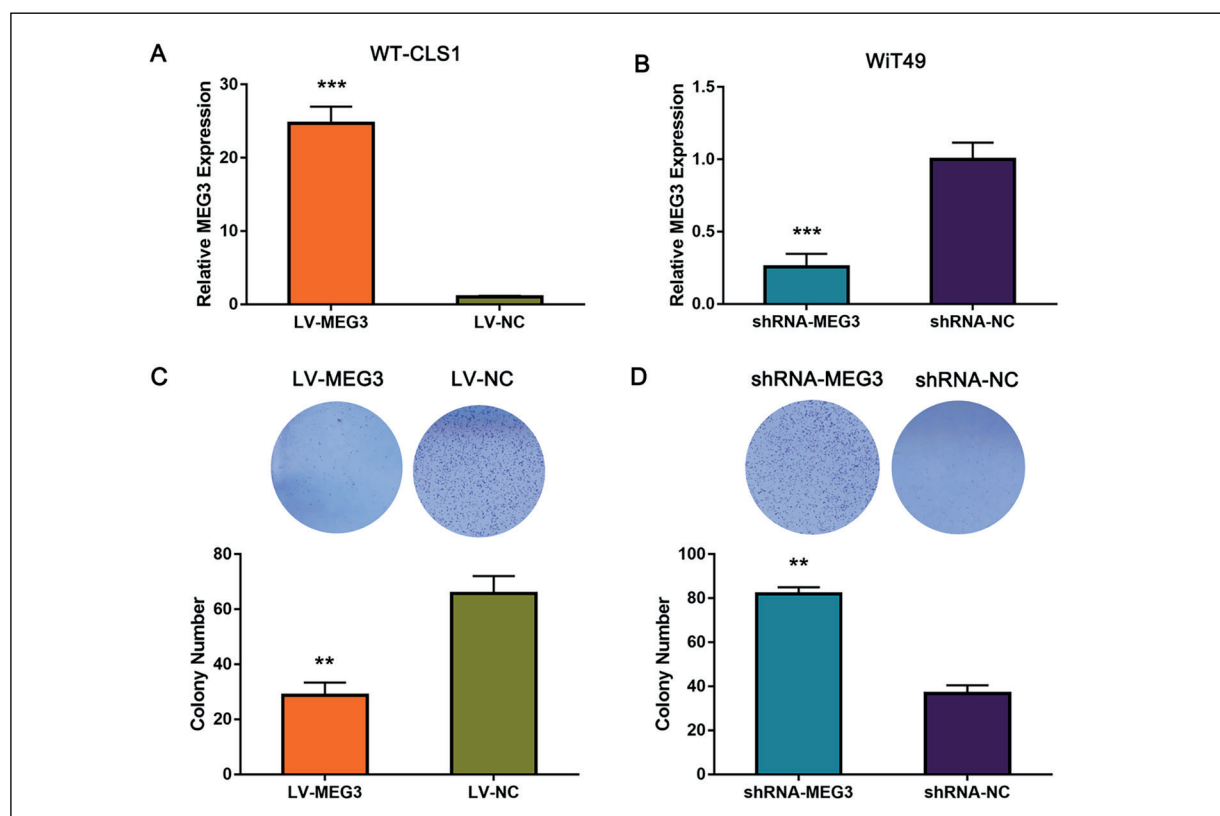 A
WT-CLS1
Relative MEG3 Expression
30
20
10
0
***
LV-MEG3
LV-NC
B
WiT49
Relative MEG3 Expression
1.5
1.0
0.5
0.0
***
shRNA-MEG3
shRNA-NC
C
LV-MEG3
LV-NC
Colony Number
80
60
40
20
0
**
LV-MEG3
LV-NC
D
shRNA-MEG3
shRNA-NC
Colony Number
100
80
60
40
20
0
**
shRNA-MEG3
shRNA-NC